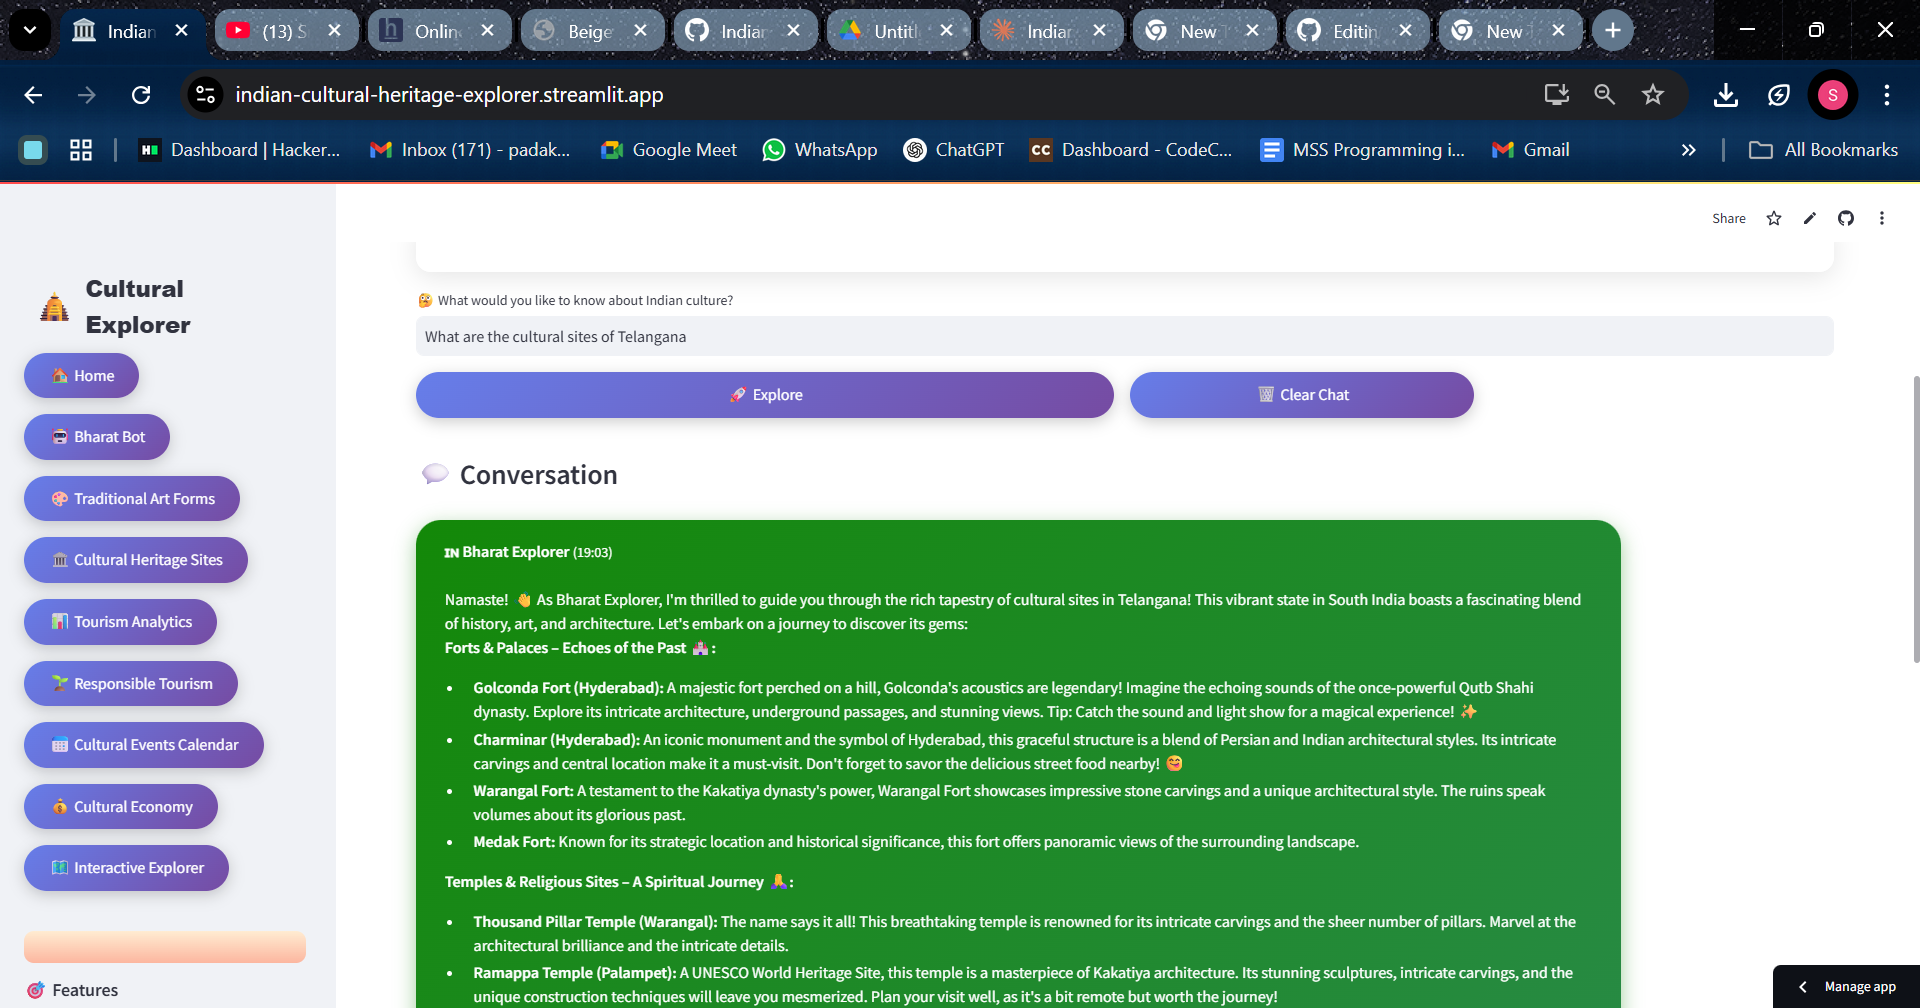 Indian
(13) S
Onlin
Beige
Indian
Untitl
Indian
New T
Editin
New T
indian-cultural-heritage-explorer.streamlit.app
S
Dashboard | Hacker...
Inbox (171) - padak...
Google Meet
WhatsApp
ChatGPT
CC Dashboard - CodeC...
MSS Programming i...
Gmail
All Bookmarks
Share
Cultural
Explorer
Home
Bharat Bot
Traditional Art Forms
Cultural Heritage Sites
Tourism Analytics
Responsible Tourism
Cultural Events Calendar
Cultural Economy
Interactive Explorer
Features
What would you like to know about Indian culture?
What are the cultural sites of Telangana
Explore
Clear Chat
Conversation
IN Bharat Explorer (19:03)
Namaste! 👋 As Bharat Explorer, I'm thrilled to guide you through the rich tapestry of cultural sites in Telangana! This vibrant state in South India boasts a fascinating blend
of history, art, and architecture. Let's embark on a journey to discover its gems:
Forts & Palaces – Echoes of the Past 🏰:
• Golconda Fort (Hyderabad): A majestic fort perched on a hill, Golconda's acoustics are legendary! Imagine the echoing sounds of the once-powerful Qutb Shahi
dynasty. Explore its intricate architecture, underground passages, and stunning views. Tip: Catch the sound and light show for a magical experience! ✨
• Charminar (Hyderabad): An iconic monument and the symbol of Hyderabad, this graceful structure is a blend of Persian and Indian architectural styles. Its intricate
carvings and central location make it a must-visit. Don't forget to savor the delicious street food nearby! 😋
• Warangal Fort: A testament to the Kakatiya dynasty's power, Warangal Fort showcases impressive stone carvings and a unique architectural style. The ruins speak
volumes about its glorious past.
• Medak Fort: Known for its strategic location and historical significance, this fort offers panoramic views of the surrounding landscape.
Temples & Religious Sites – A Spiritual Journey 🙏:
• Thousand Pillar Temple (Warangal): The name says it all! This breathtaking temple is renowned for its intricate carvings and the sheer number of pillars. Marvel at the
architectural brilliance and the intricate details.
• Ramappa Temple (Palampet): A UNESCO World Heritage Site, this temple is a masterpiece of Kakatiya architecture. Its stunning sculptures, intricate carvings, and the
unique construction techniques will leave you mesmerized. Plan your visit well, as it's a bit remote but worth the journey!
Manage app